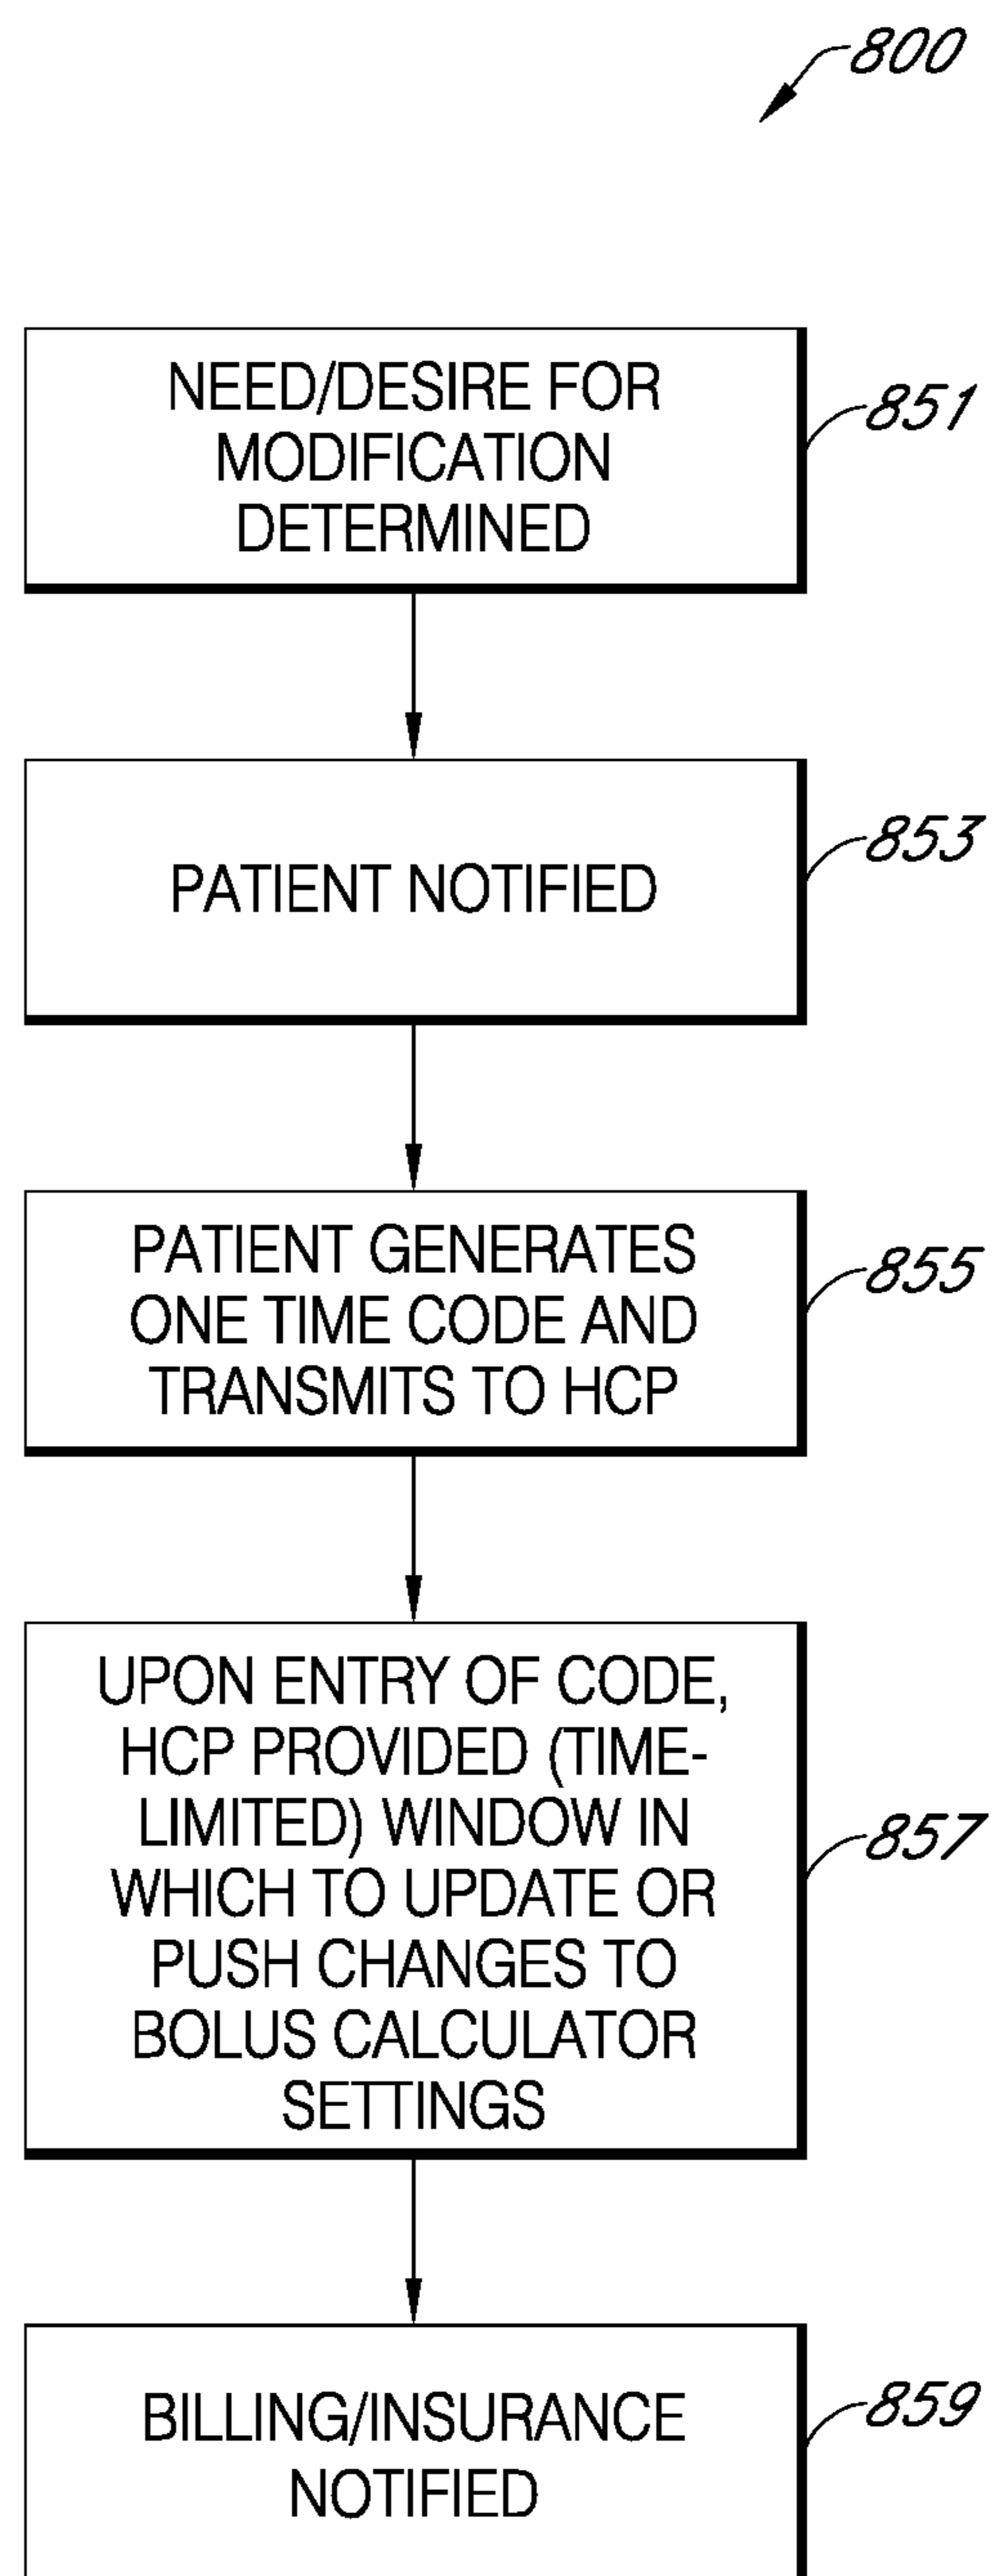 800
NEED/DESIRE FOR
MODIFICATION
DETERMINED
851
PATIENT NOTIFIED
853
PATIENT GENERATES
ONE TIME CODE AND
TRANSMITS TO HCP
855
UPON ENTRY OF CODE,
HCP PROVIDED (TIME-
LIMITED) WINDOW IN
WHICH TO UPDATE OR
PUSH CHANGES TO
BOLUS CALCULATOR
SETTINGS
857
BILLING/INSURANCE
NOTIFIED
859